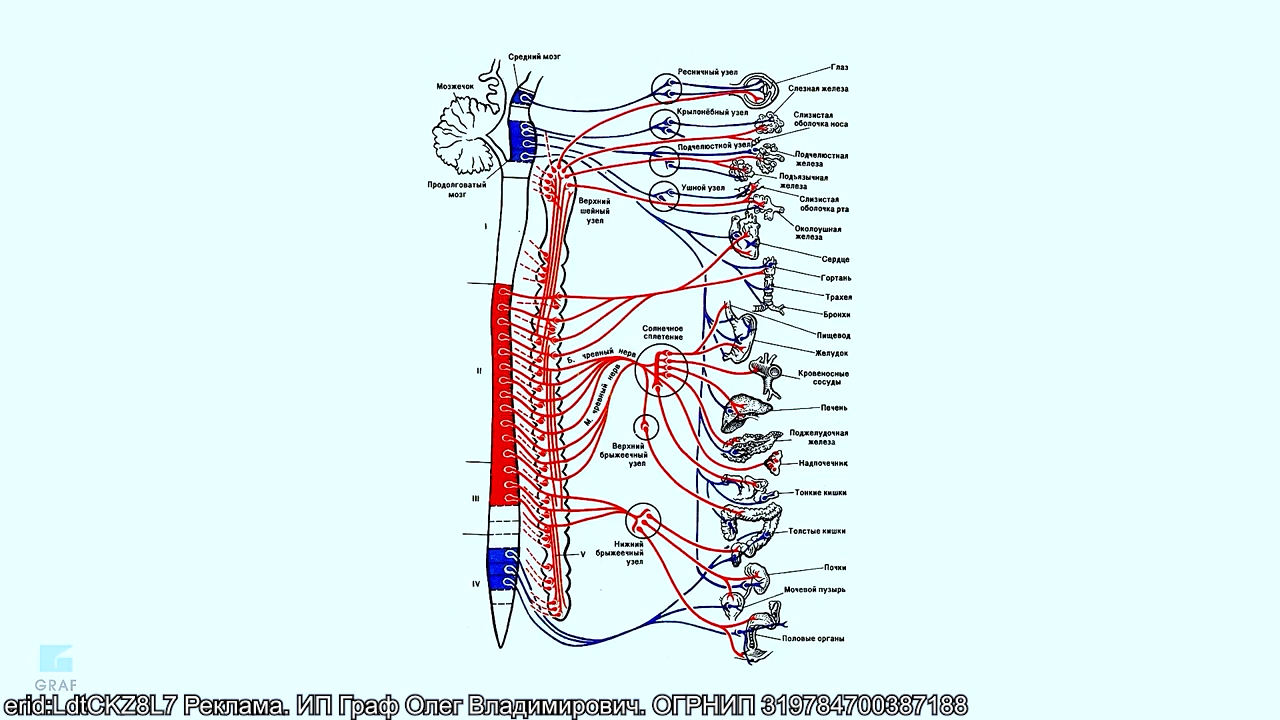 Средний мозг
Мозжечок
Продолговатый
мозг
I
II
III
IV
V
Верхний
шейный
узел
Ресничный узел
Крылонёбный узел
Подчелюстной узел
Ушной узел
Солнечное
сплетение
Б. чревный нерв
М. чревный нерв
Верхний
брыжеечный
узел
Нижний
брыжеечный
узел
Глаз
Слезная железа
Слизистая
оболочка носа
Подчелюстная
железа
Подъязычная
железа
Слизистая
оболочка рта
Околоушная
железа
Сердце
Гортань
Трахея
Бронхи
Пищевод
Желудок
Кровеносные
сосуды
Печень
Поджелудочная
железа
Надпочечник
Тонкие кишки
Толстые кишки
Почки
Мочевой пузырь
Половые органы
GRAF
erid:LdtCKZ8L7 Реклама. ИП Граф Олег Владимирович. ОГРНИП 319784700387188